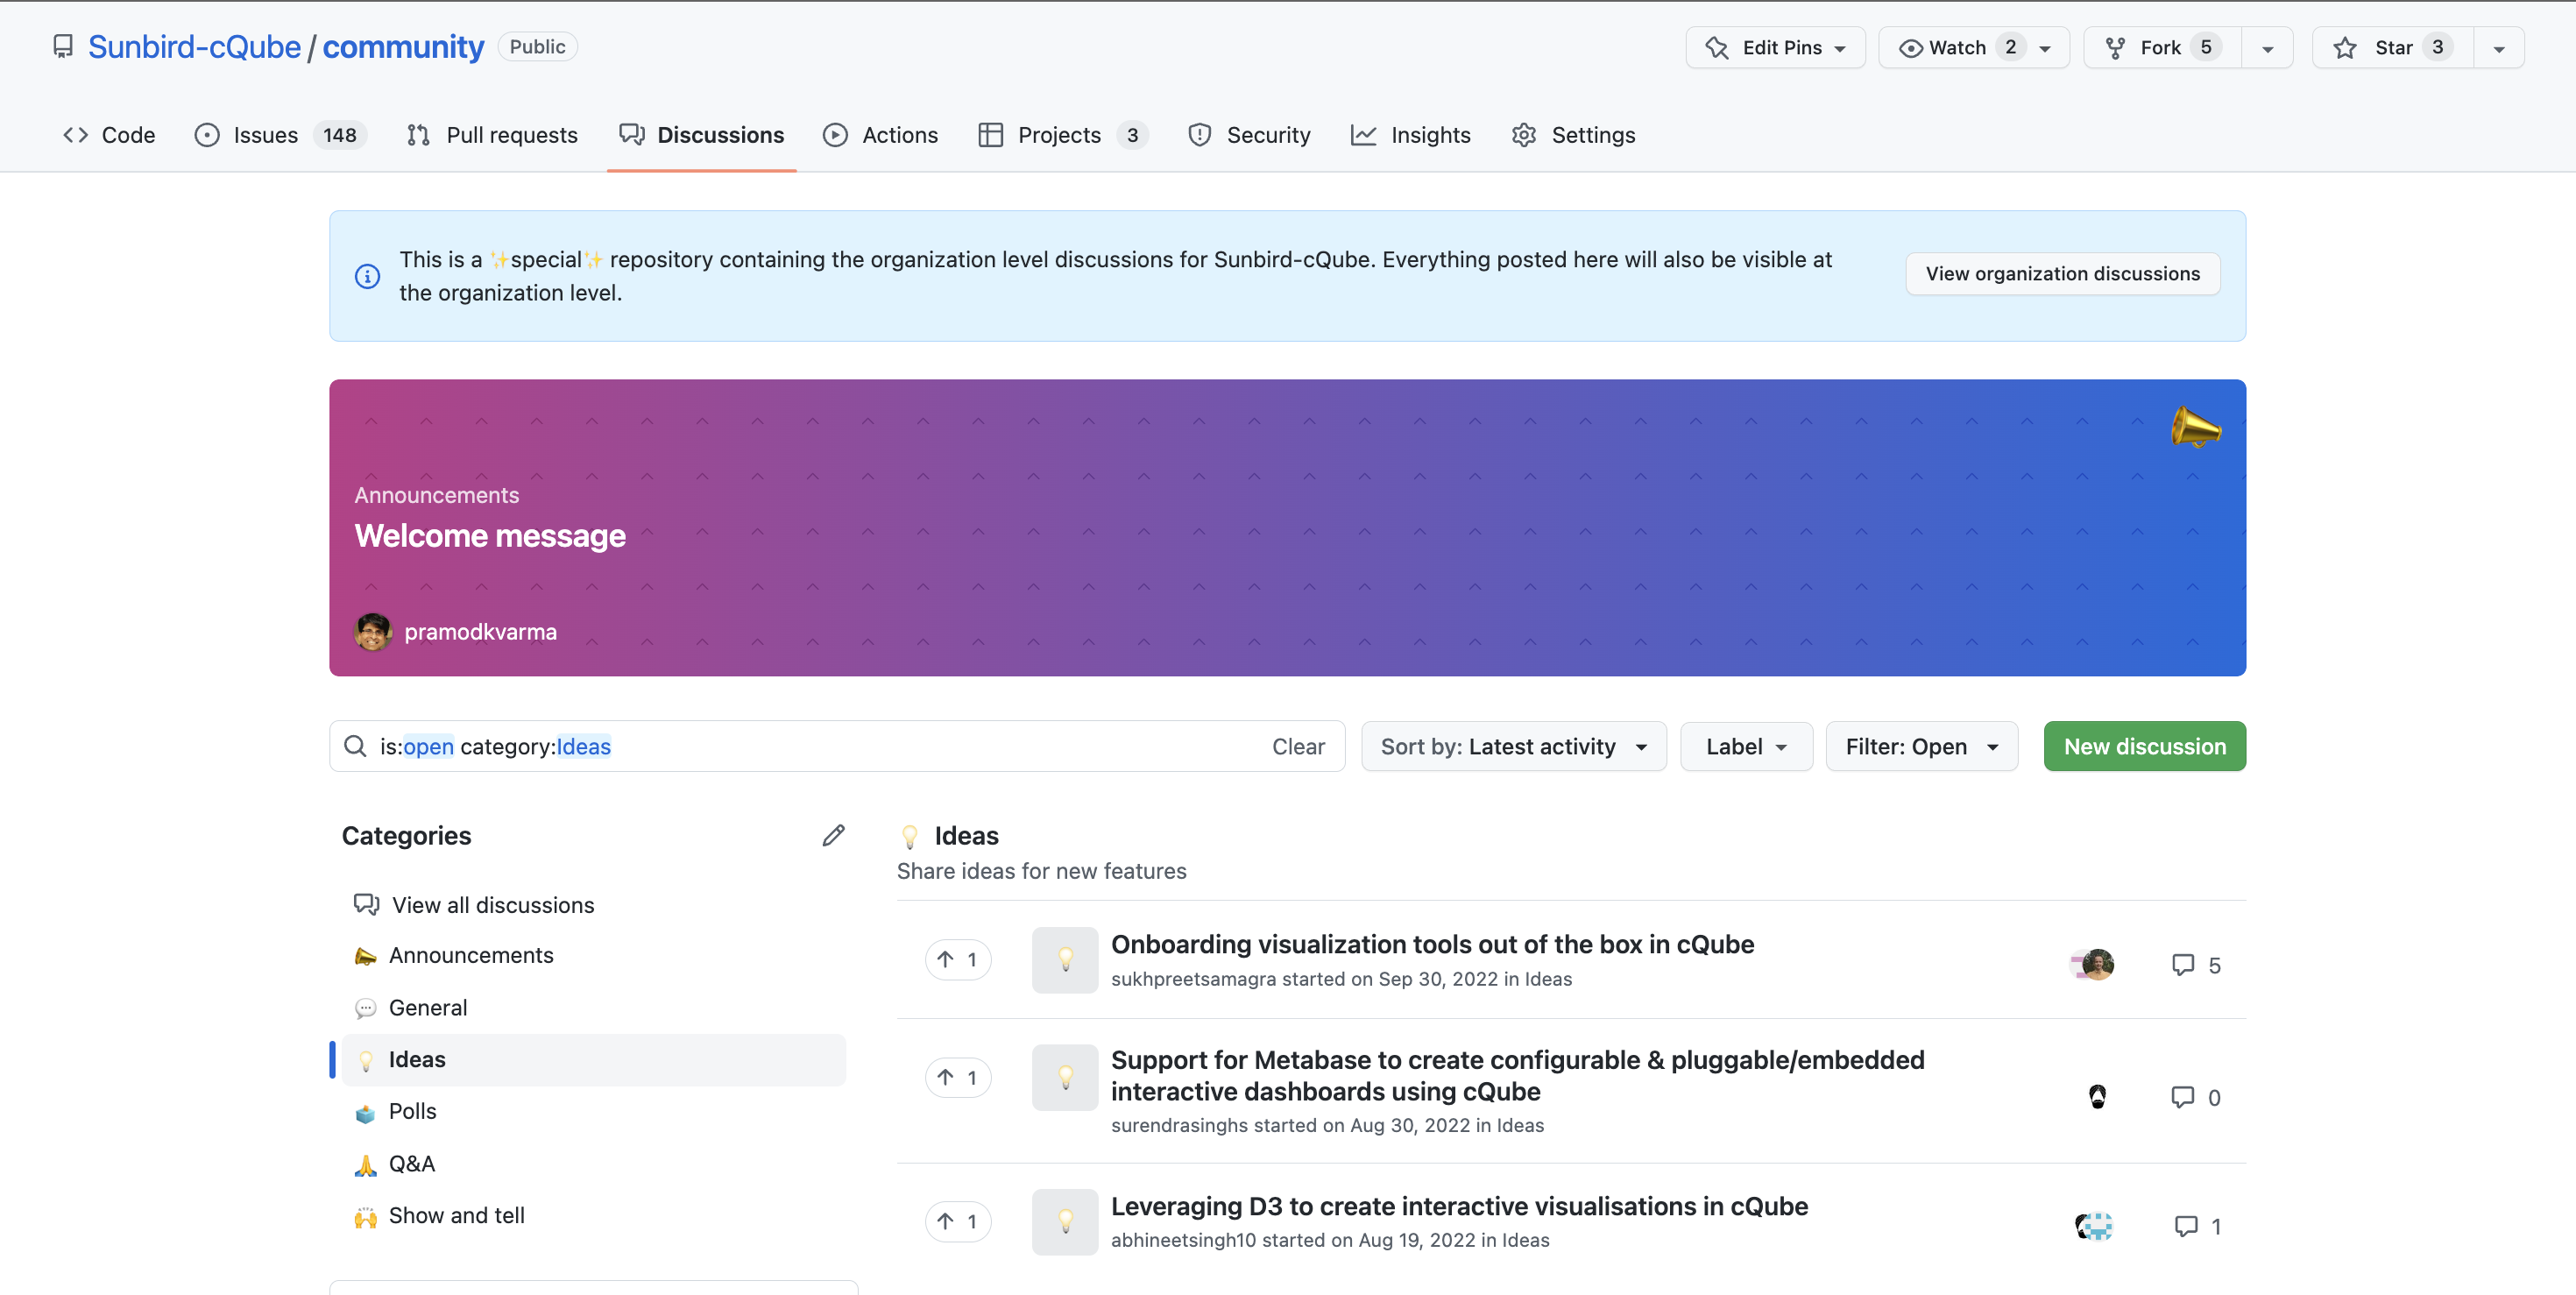 Sunbird-cQube / community Public
Edit Pins Watch 2 Fork 5 Star 3
Code Issues 148 Pull requests Discussions Actions Projects 3 Security Insights Settings
This is a ✨special✨ repository containing the organization level discussions for Sunbird-cQube. Everything posted here will also be visible at
the organization level.
View organization discussions
Announcements
Welcome message
pramodkvarma
is:open category:Ideas Clear Sort by: Latest activity Label Filter: Open New discussion
Categories
View all discussions
Announcements
General
Ideas
Polls
Q&A
Show and tell
Ideas
Share ideas for new features
1 Onboarding visualization tools out of the box in cQube 5
sukhpreetsamagra started on Sep 30, 2022 in Ideas
1 Support for Metabase to create configurable & pluggable/embedded
interactive dashboards using cQube 0
surendrasinghs started on Aug 30, 2022 in Ideas
1 Leveraging D3 to create interactive visualisations in cQube 1
abhineetsingh10 started on Aug 19, 2022 in Ideas